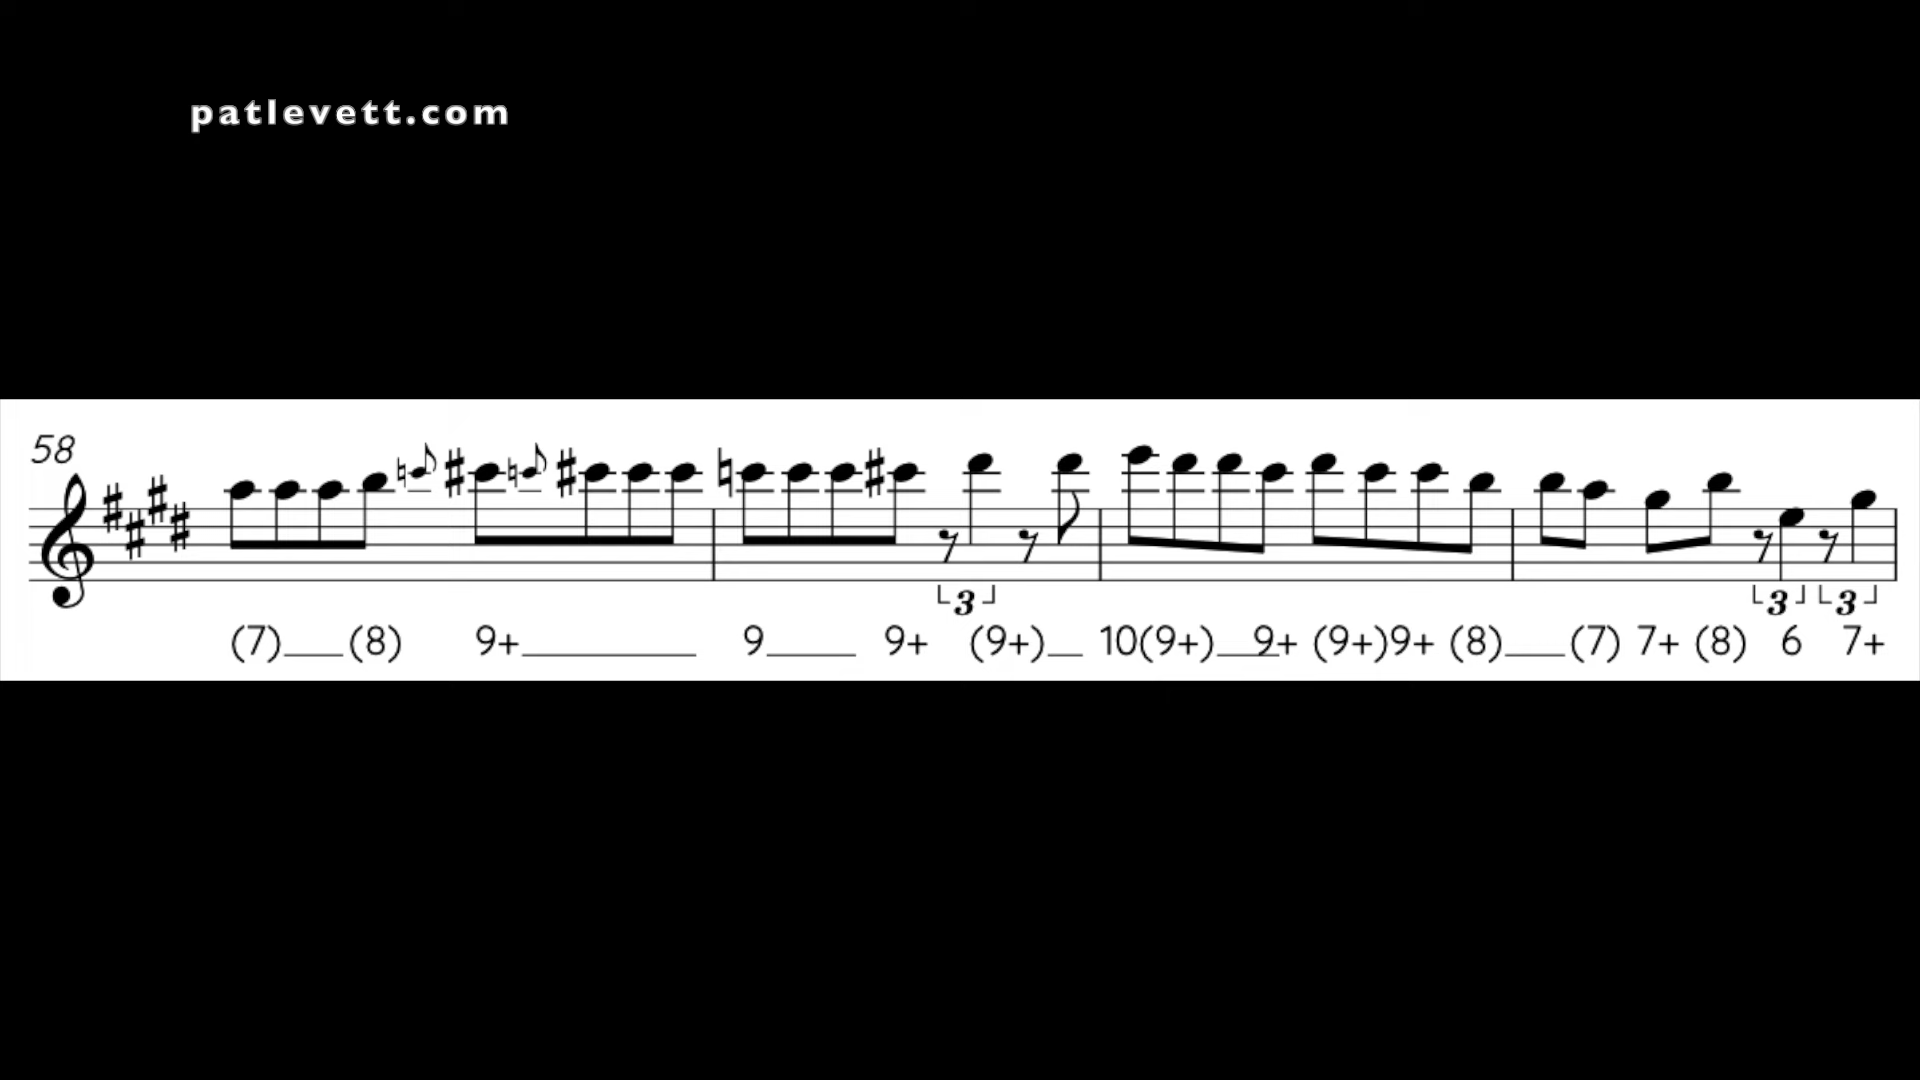 patlevett.com
58
3 3 3
(7)___(8) 9+________ 9____ 9+ (9+)__ 10(9+)___9+ (9+)9+ (8)___(7) 7+ (8) 6 7+